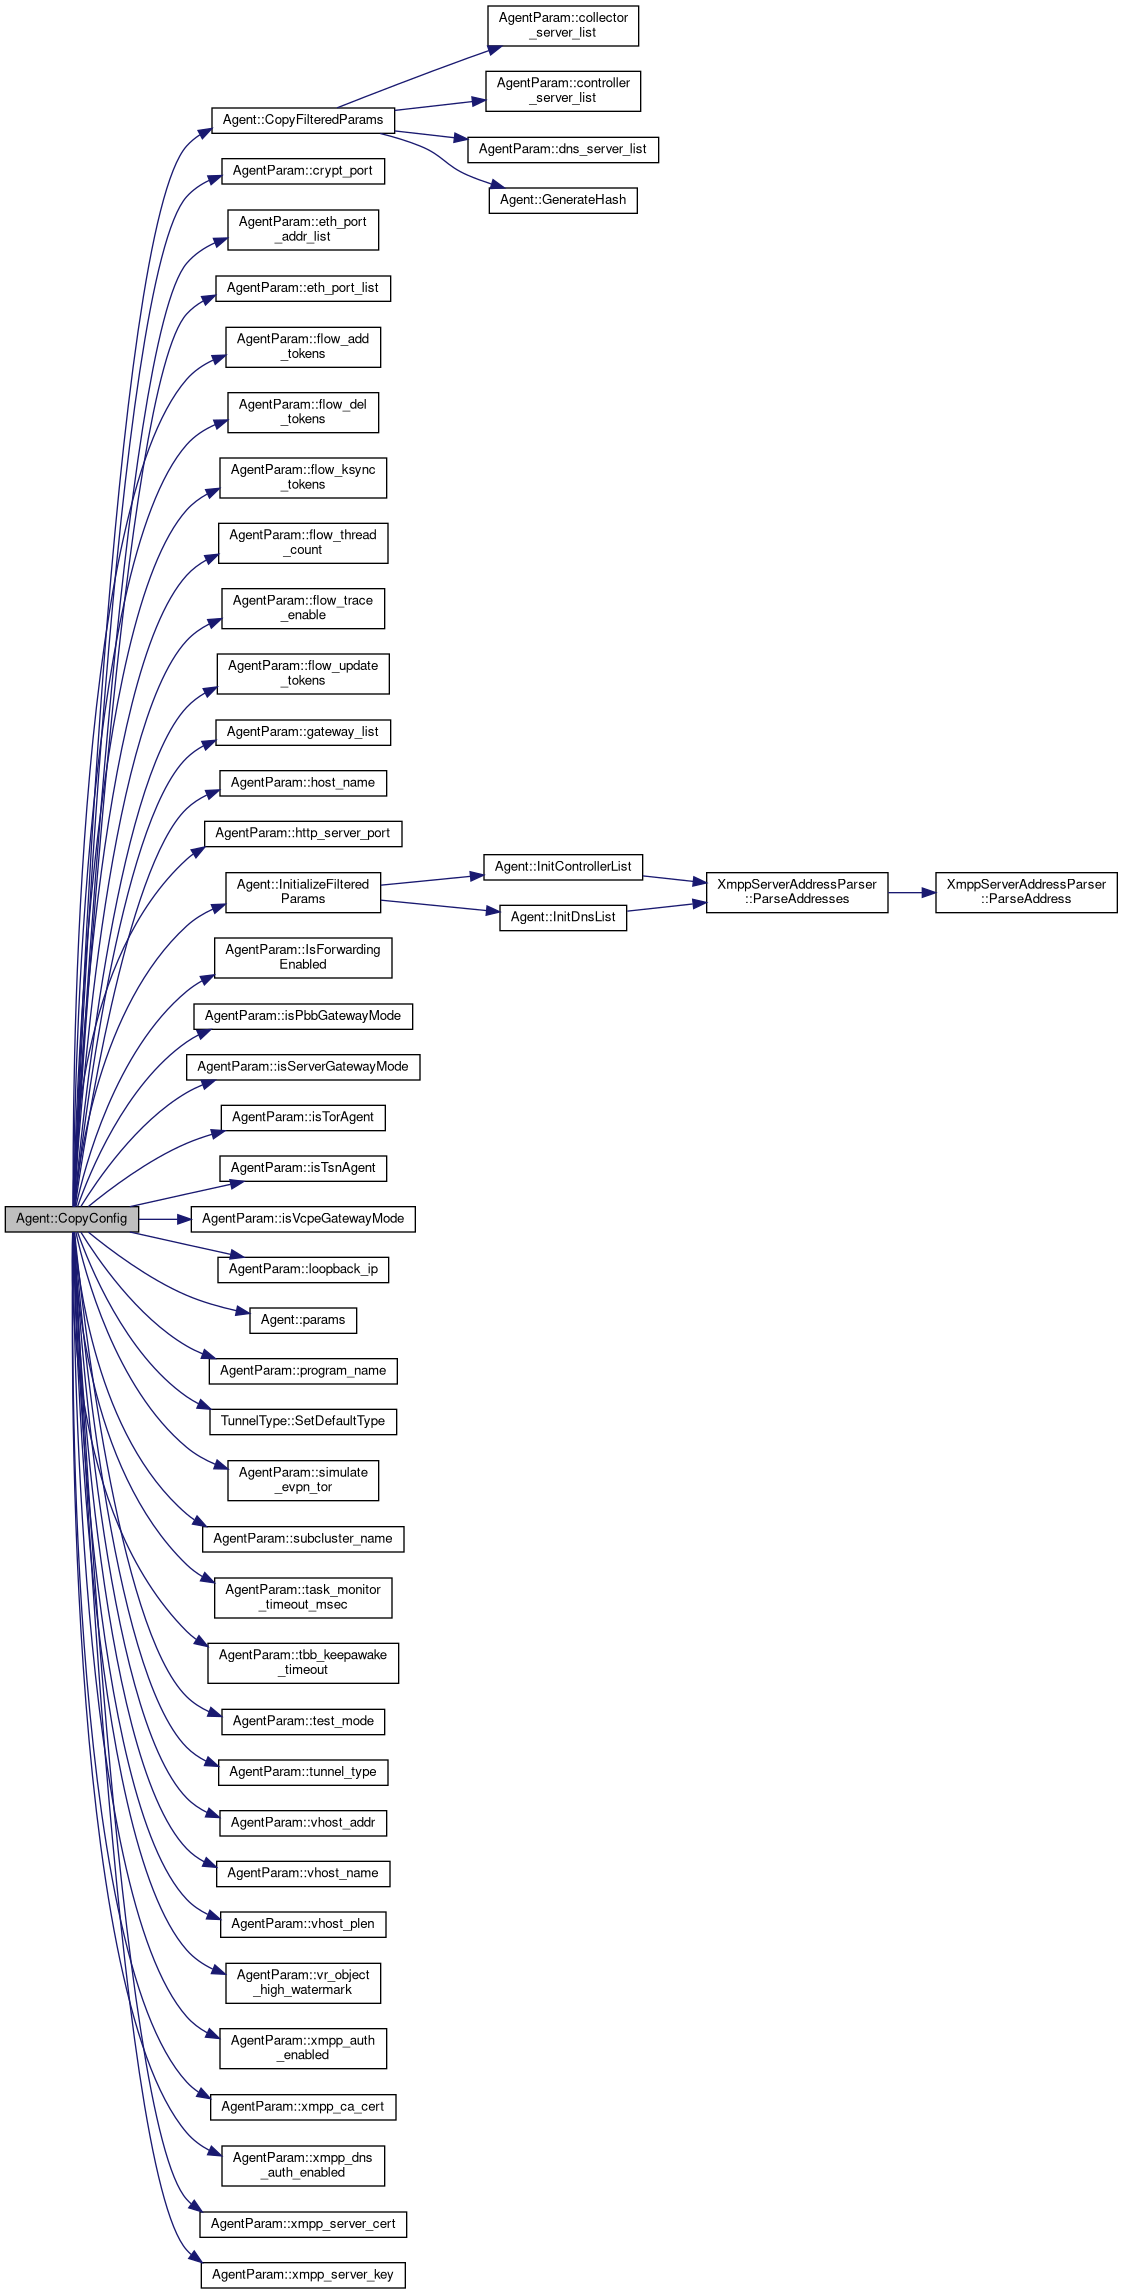 AgentParam::collector
_server_list
AgentParam::controller
_server_list
Agent::CopyFilteredParams
AgentParam::dns_server_list
AgentParam::crypt_port
Agent::GenerateHash
AgentParam::eth_port
_addr_list
AgentParam::eth_port_list
AgentParam::flow_add
_tokens
AgentParam::flow_del
_tokens
AgentParam::flow_ksync
_tokens
AgentParam::flow_thread
_count
AgentParam::flow_trace
_enable
AgentParam::flow_update
_tokens
AgentParam::gateway_list
AgentParam::host_name
AgentParam::http_server_port
Agent::InitializeFiltered
Params
Agent::InitControllerList
Agent::InitDnsList
XmppServerAddressParser
::ParseAddresses
XmppServerAddressParser
::ParseAddress
AgentParam::IsForwarding
Enabled
AgentParam::isPbbGatewayMode
AgentParam::isServerGatewayMode
AgentParam::isTorAgent
AgentParam::isTsnAgent
Agent::CopyConfig
AgentParam::isVcpeGatewayMode
AgentParam::loopback_ip
Agent::params
AgentParam::program_name
TunnelType::SetDefaultType
AgentParam::simulate
_evpn_tor
AgentParam::subcluster_name
AgentParam::task_monitor
_timeout_msec
AgentParam::tbb_keepawake
_timeout
AgentParam::test_mode
AgentParam::tunnel_type
AgentParam::vhost_addr
AgentParam::vhost_name
AgentParam::vhost_plen
AgentParam::vr_object
_high_watermark
AgentParam::xmpp_auth
_enabled
AgentParam::xmpp_ca_cert
AgentParam::xmpp_dns
_auth_enabled
AgentParam::xmpp_server_cert
AgentParam::xmpp_server_key